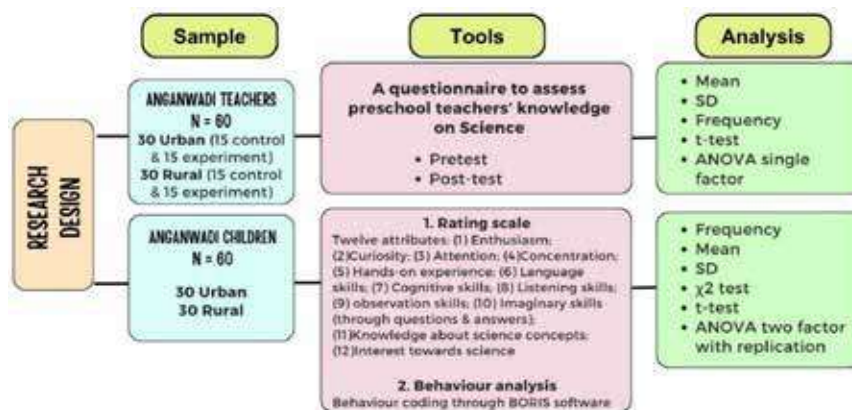 Sample
Tools
Analysis
RESEARCH
DESIGN
ANGANWADI TEACHERS
N = 60
30 Urban (15 control
& 15 experiment)
30 Rural (15 control
& 15 experiment)
A questionnaire to assess
preschool teachers' knowledge
on Science
• Pretest
• Post-test
• Mean
• SD
• Frequency
• t-test
• ANOVA single
factor
ANGANWADI CHILDREN
N = 60
30 Urban
30 Rural
1. Rating scale
Twelve attributes: (1) Enthusiasm;
(2)Curiosity; (3) Attention; (4)Concentration;
(5) Hands-on experience; (6) Language
skills; (7) Cognitive skills; (8) Listening skills;
(9) observation skills; (10) Imaginary skills
(through questions & answers);
(11)Knowledge about science concepts;
(12)Interest towards science
2. Behaviour analysis
Behaviour coding through BORIS software
• Frequency
• Mean
• SD
• χ2 test
• t-test
• ANOVA two factor
with replication